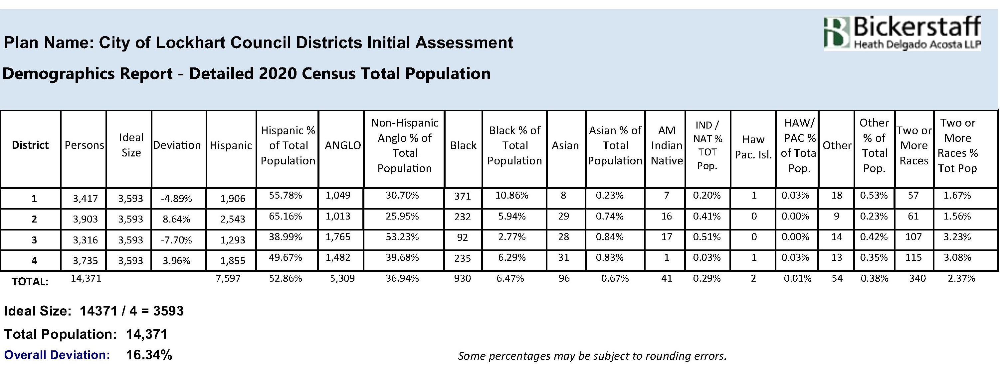 Bickerstaff
Heath Delgado Acosta LLP
Plan Name: City of Lockhart Council Districts Initial Assessment
Demographics Report - Detailed 2020 Census Total Population
District Persons Ideal Size Deviation Hispanic Hispanic % of Total Population ANGLO Non-Hispanic Anglo % of Total Population Black Black % of Total Population Asian Asian % of Total Population AM Indian Native IND / NAT % TOT Pop. Haw Pac. Isl. HAW/ PAC % of Tota Pop. Other Other % of Total Pop. Two or More Races Two or More Races % Tot Pop
1 3,417 3,593 -4.89% 1,906 55.78% 1,049 30.70% 371 10.86% 8 0.23% 7 0.20% 1 0.03% 18 0.53% 57 1.67%
2 3,903 3,593 8.64% 2,543 65.16% 1,013 25.95% 232 5.94% 29 0.74% 16 0.41% 0 0.00% 9 0.23% 61 1.56%
3 3,316 3,593 -7.70% 1,293 38.99% 1,765 53.23% 92 2.77% 28 0.84% 17 0.51% 0 0.00% 14 0.42% 107 3.23%
4 3,735 3,593 3.96% 1,855 49.67% 1,482 39.68% 235 6.29% 31 0.83% 1 0.03% 1 0.03% 13 0.35% 115 3.08%
TOTAL: 14,371 7,597 52.86% 5,309 36.94% 930 6.47% 96 0.67% 41 0.29% 2 0.01% 54 0.38% 340 2.37%
Ideal Size: 14371 / 4 = 3593
Total Population: 14,371
Overall Deviation: 16.34%
Some percentages may be subject to rounding errors.